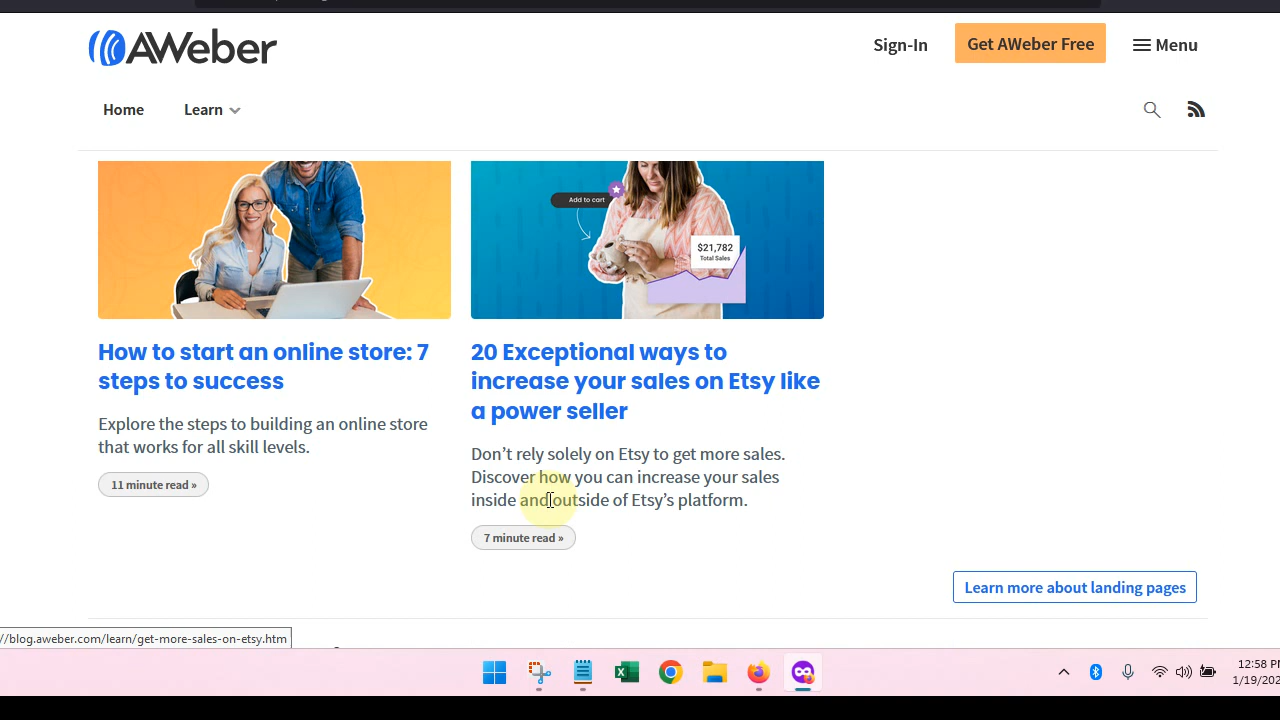 AWeber
Sign-In
Get AWeber Free
Menu
Home
Learn
Add to cart
$21,782
Total Sales
How to start an online store: 7
steps to success
Explore the steps to building an online store
that works for all skill levels.
11 minute read »
20 Exceptional ways to
increase your sales on Etsy like
a power seller
Don’t rely solely on Etsy to get more sales.
Discover how you can increase your sales
inside and outside of Etsy’s platform.
7 minute read »
Learn more about landing pages
//blog.aweber.com/learn/get-more-sales-on-etsy.htm
12:58 PM
1/19/202